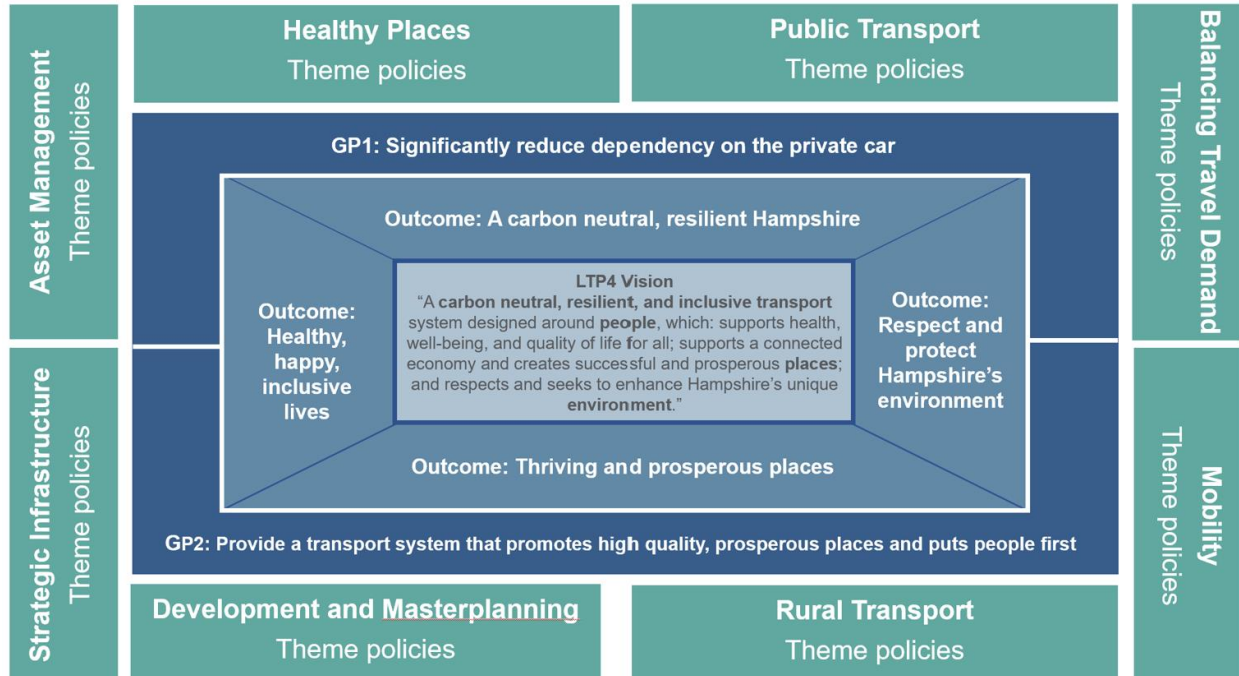 Healthy Places
Theme policies
Public Transport
Theme policies
Asset Management
Theme policies
Balancing Travel Demand
Theme policies
GP1: Significantly reduce dependency on the private car
Outcome: A carbon neutral, resilient Hampshire
Outcome:
Healthy,
happy,
inclusive
lives
LTP4 Vision
“A carbon neutral, resilient, and inclusive transport
system designed around people, which: supports health,
well-being, and quality of life for all; supports a connected
economy and creates successful and prosperous places;
and respects and seeks to enhance Hampshire’s unique
environment.”
Outcome:
Respect and
protect
Hampshire’s
environment
Outcome: Thriving and prosperous places
GP2: Provide a transport system that promotes high quality, prosperous places and puts people first
Strategic Infrastructure
Theme policies
Mobility
Theme policies
Development and Masterplanning
Theme policies
Rural Transport
Theme policies